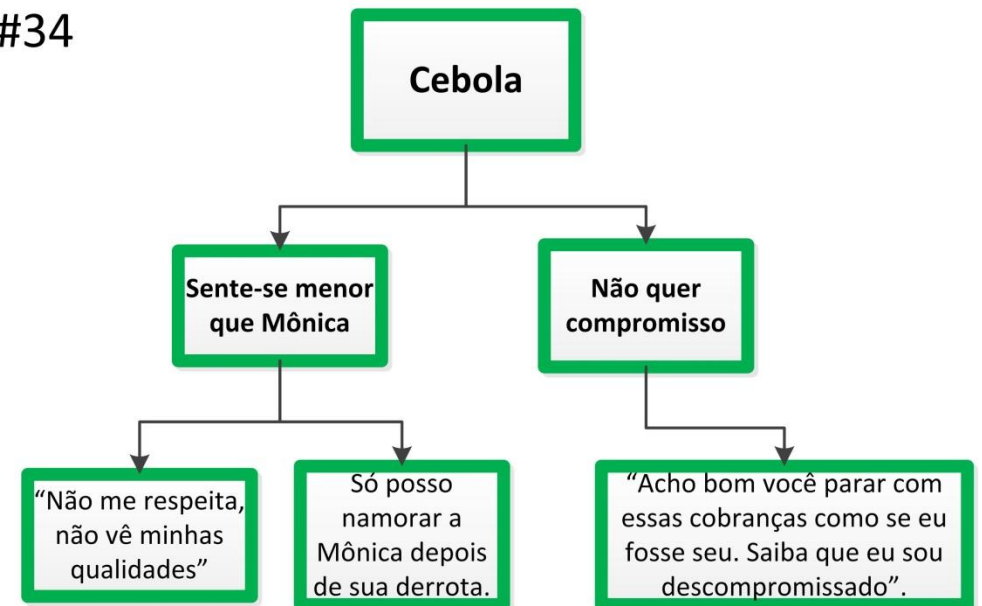 #34
Cebola
Sente-se menor
que Mônica
Não quer
compromisso
“Não me respeita,
não vê minhas
qualidades”
Só posso
namorar a
Mônica depois
de sua derrota.
“Acho bom você parar com
essas cobranças como se eu
fosse seu. Saiba que eu sou
descompromissado”.